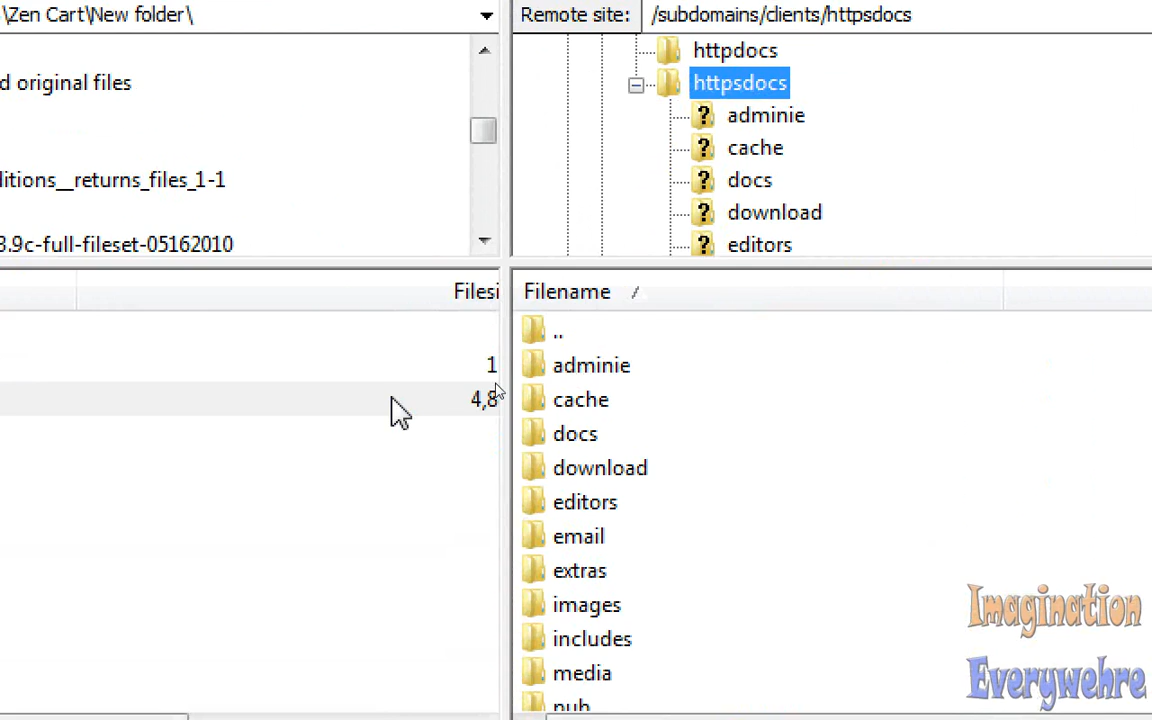 \Zen Cart\New folder\
d original files
ditions__returns_files_1-1
3.9c-full-fileset-05162010
Filesi
1
4,8
Remote site: /subdomains/clients/httpsdocs
httpdocs
httpsdocs
adminie
cache
docs
download
editors
Filename
..
adminie
cache
docs
download
editors
email
extras
images
includes
media
pub
Imagination
Everywehre